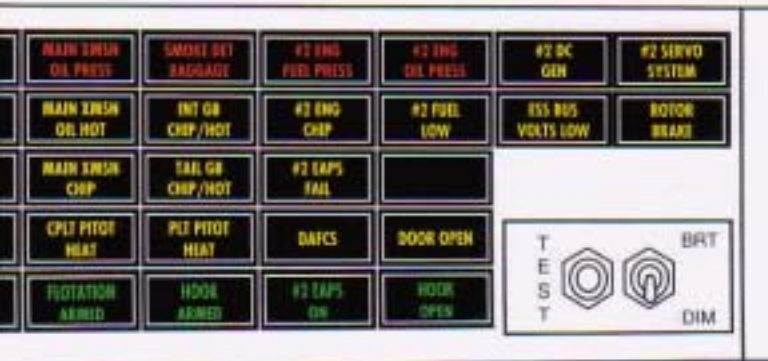 MAIN XMSN
OIL PRESS
SMOKE DET
BAGGAGE
#2 ENG
FUEL PRESS
#2 ENG
OIL PRESS
#2 DC
GEN
#2 SERVO
SYSTEM
MAIN XMSN
OIL HOT
INT GB
CHIP/HOT
#2 ENG
CHIP
#2 FUEL
LOW
ESS BUS
VOLTS LOW
ROTOR
BRAKE
MAIN XMSN
CHIP
TAIL GB
CHIP/HOT
#2 EAPS
FAIL
CPLT PITOT
HEAT
PLT PITOT
HEAT
DAFCS
DOOR OPEN
FLOTATION
ARMED
HOOK
ARMED
#2 EAPS
ON
HOOK
OPEN
TEST
BRT
DIM